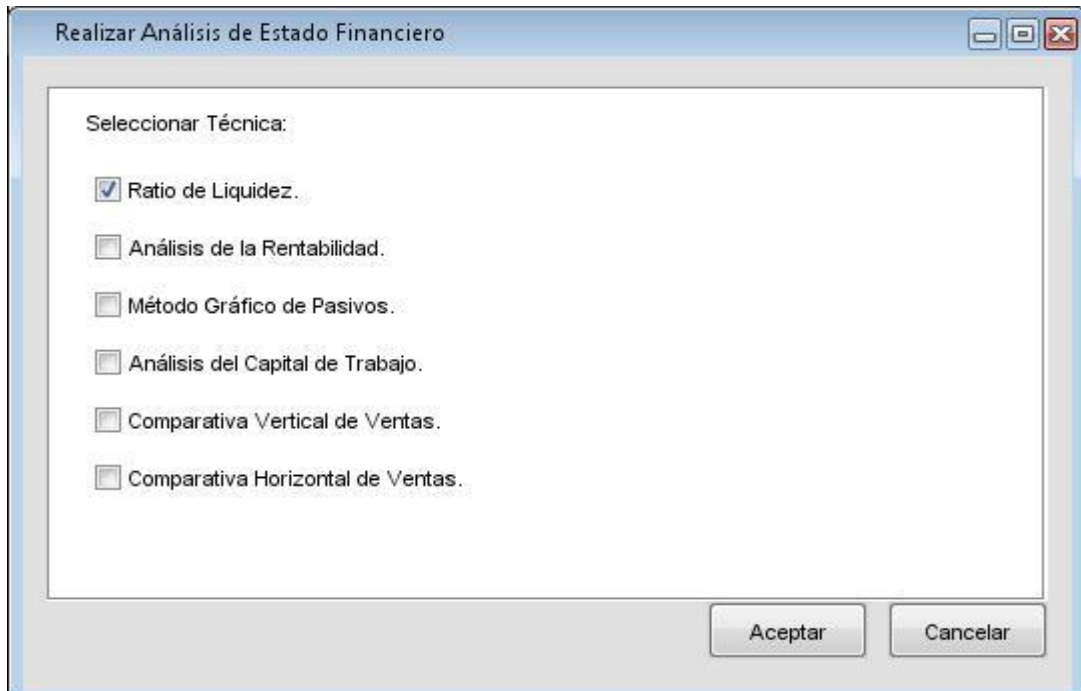 Realizar Análisis de Estado Financiero
Seleccionar Técnica:
Ratio de Liquidez.
Análisis de la Rentabilidad.
Método Gráfico de Pasivos.
Análisis del Capital de Trabajo.
Comparativa Vertical de Ventas.
Comparativa Horizontal de Ventas.
Aceptar Cancelar